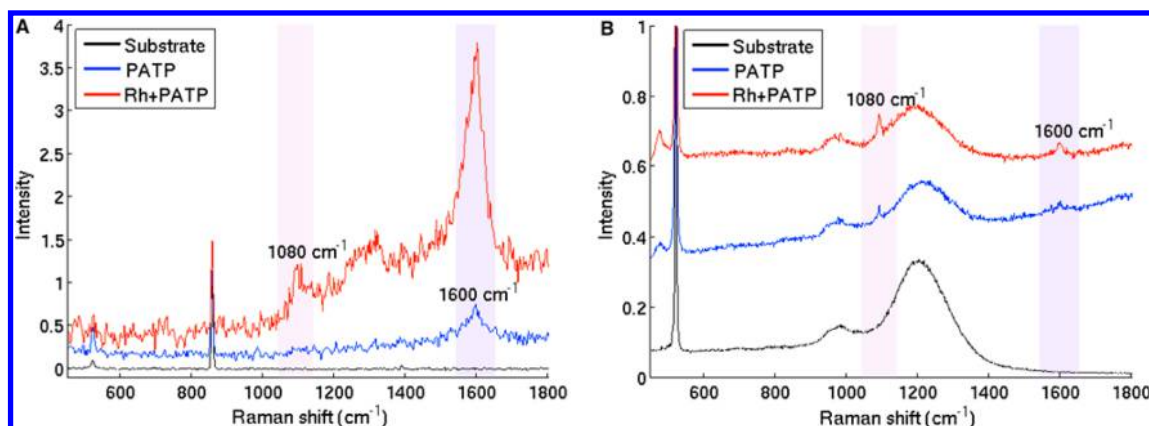 A
Substrate
PATP
Rh+PATP
1080 cm-1
1600 cm-1
Intensity
4
3.5
3
2.5
2
1.5
1
0.5
0
600 800 1000 1200 1400 1600 1800
Raman shift (cm-1)
B
Substrate
PATP
Rh+PATP
1080 cm-1
1600 cm-1
Intensity
1
0.8
0.6
0.4
0.2
0
600 800 1000 1200 1400 1600 1800
Raman shift (cm-1)